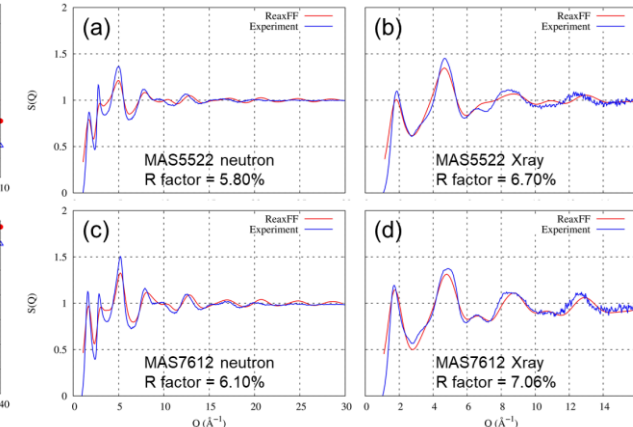 (a)
ReaxFF
Experiment
S(Q)
2
1.5
1
0.5
0
MAS5522 neutron
R factor = 5.80%
(b)
ReaxFF
Experiment
MAS5522 Xray
R factor = 6.70%
10
(c)
ReaxFF
Experiment
S(Q)
2
1.5
1
0.5
0
MAS7612 neutron
R factor = 6.10%
0 5 10 15 20 25 30
Q (Å⁻¹)
(d)
ReaxFF
Experiment
MAS7612 Xray
R factor = 7.06%
0 2 4 6 8 10 12 14
Q (Å⁻¹)
40